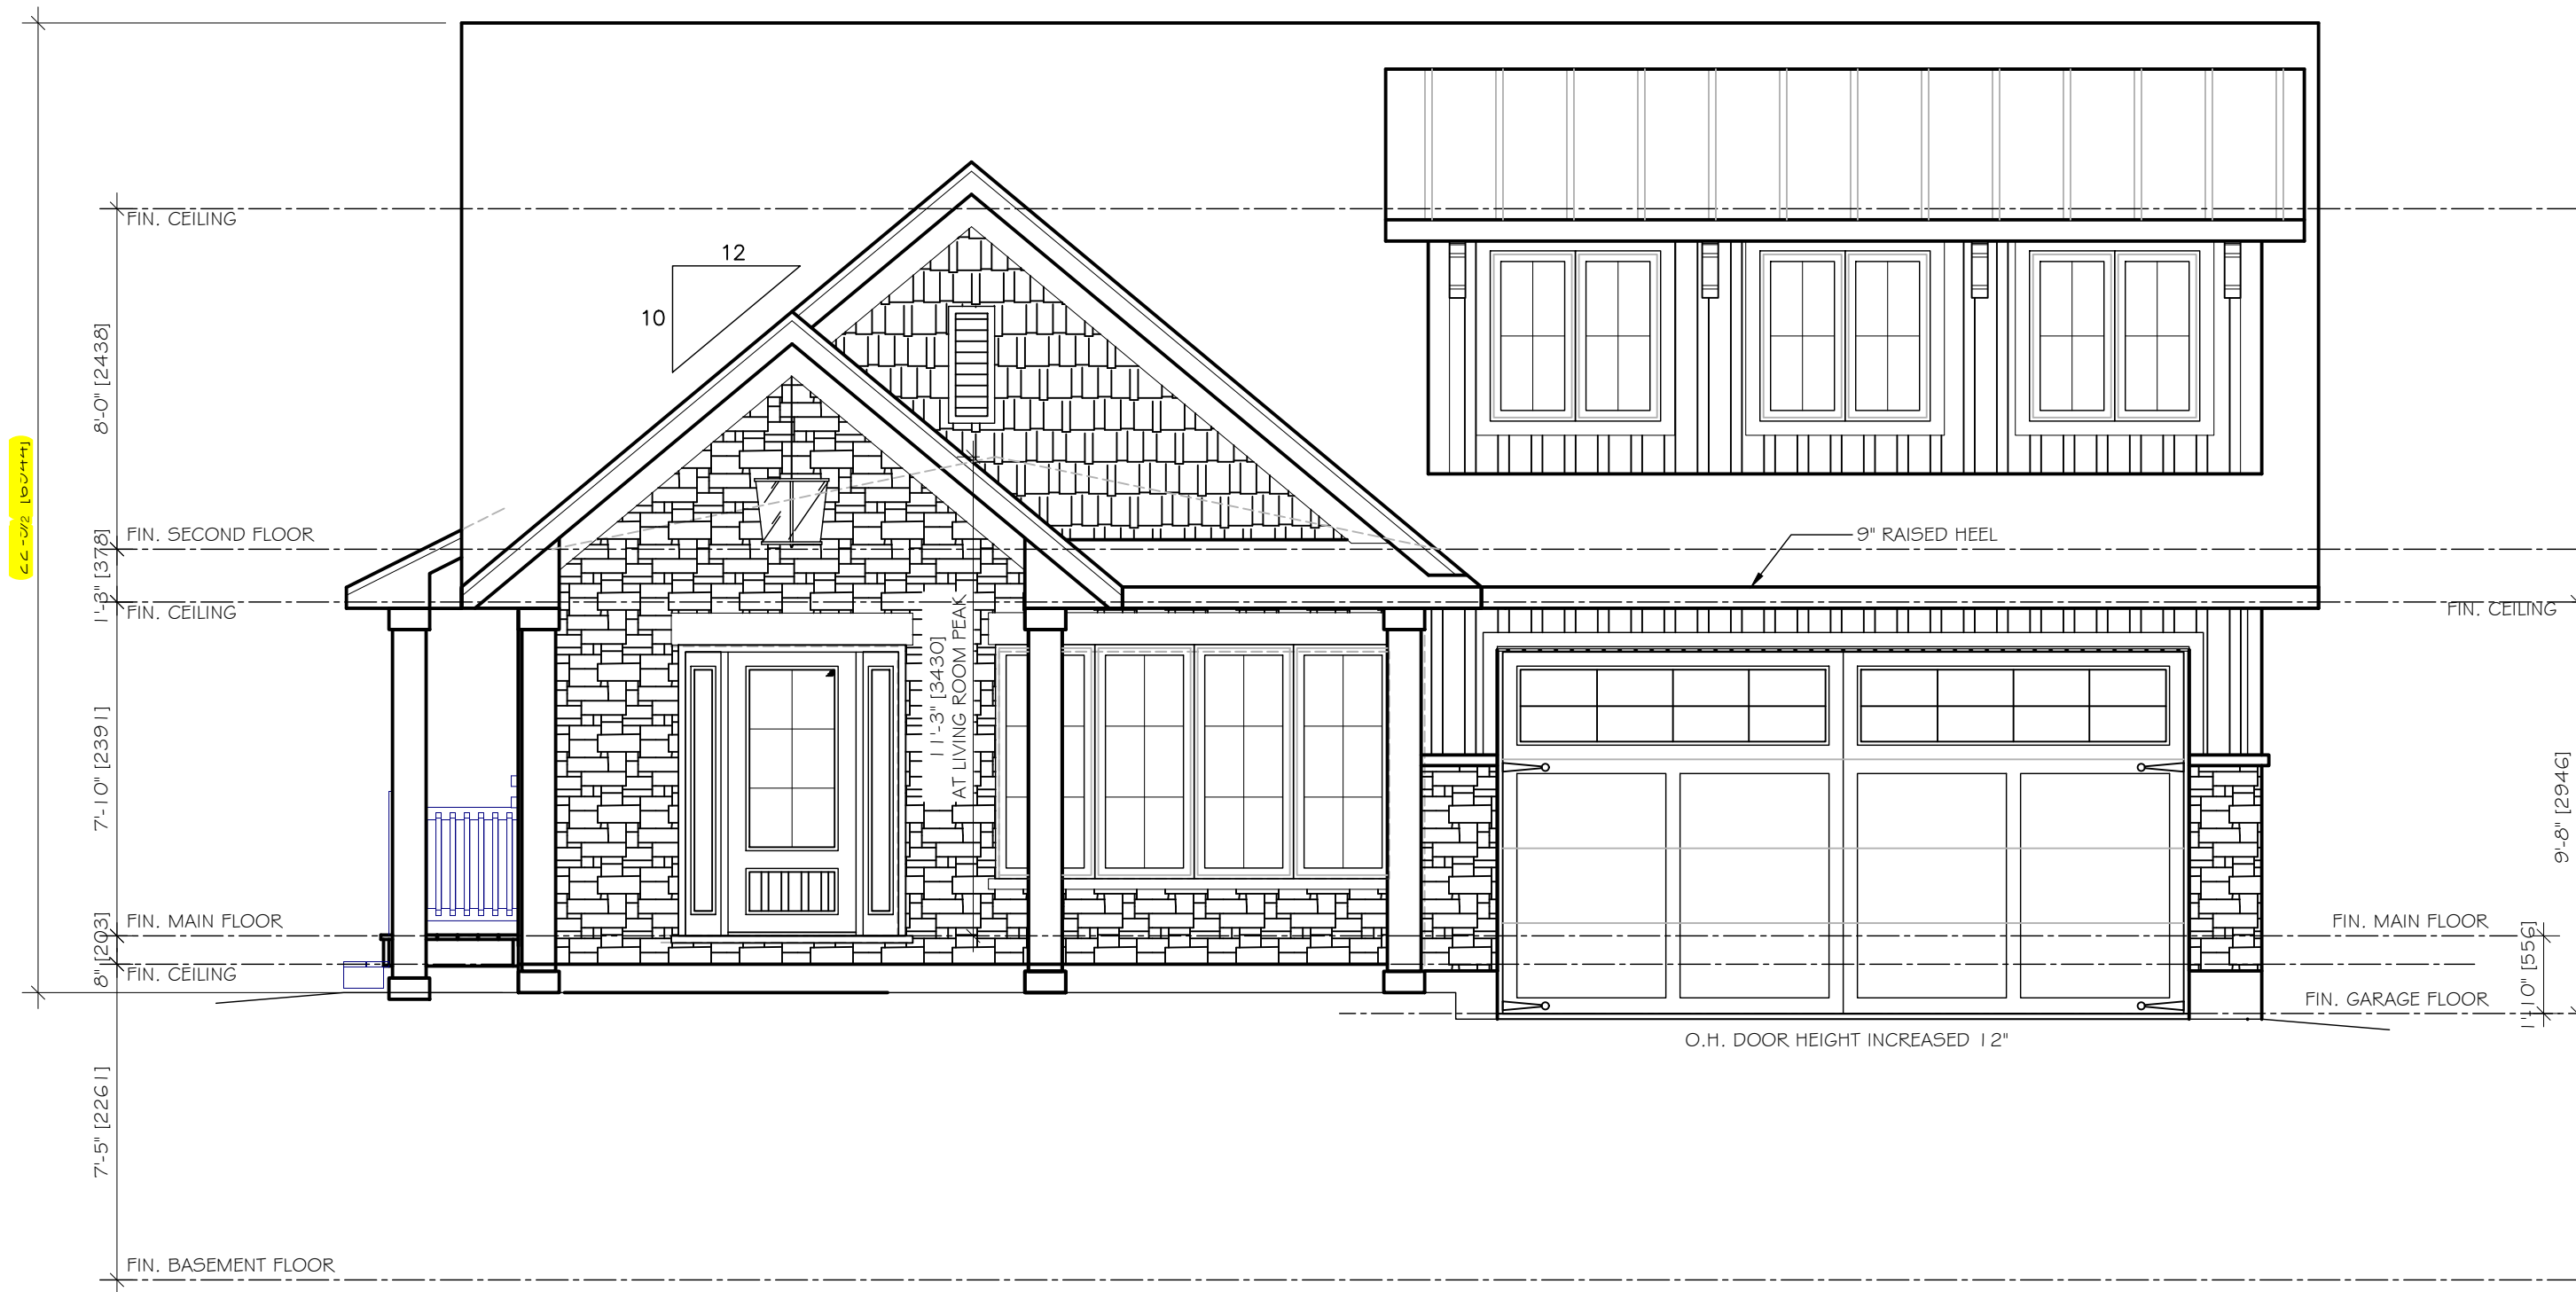 FIN. CEILING
12
10
8'-0" [2438]
FIN. SECOND FLOOR
1'-3" [378]
FIN. CEILING
9" RAISED HEEL
FIN. CEILING
11'-3" [3430]
AT LIVING ROOM PEAK
7'-10" [2391]
9'-8" [2946]
FIN. MAIN FLOOR
FIN. MAIN FLOOR
8" [203]
FIN. CEILING
1'-10" [556]
FIN. GARAGE FLOOR
O.H. DOOR HEIGHT INCREASED 12"
7'-5" [2261]
FIN. BASEMENT FLOOR